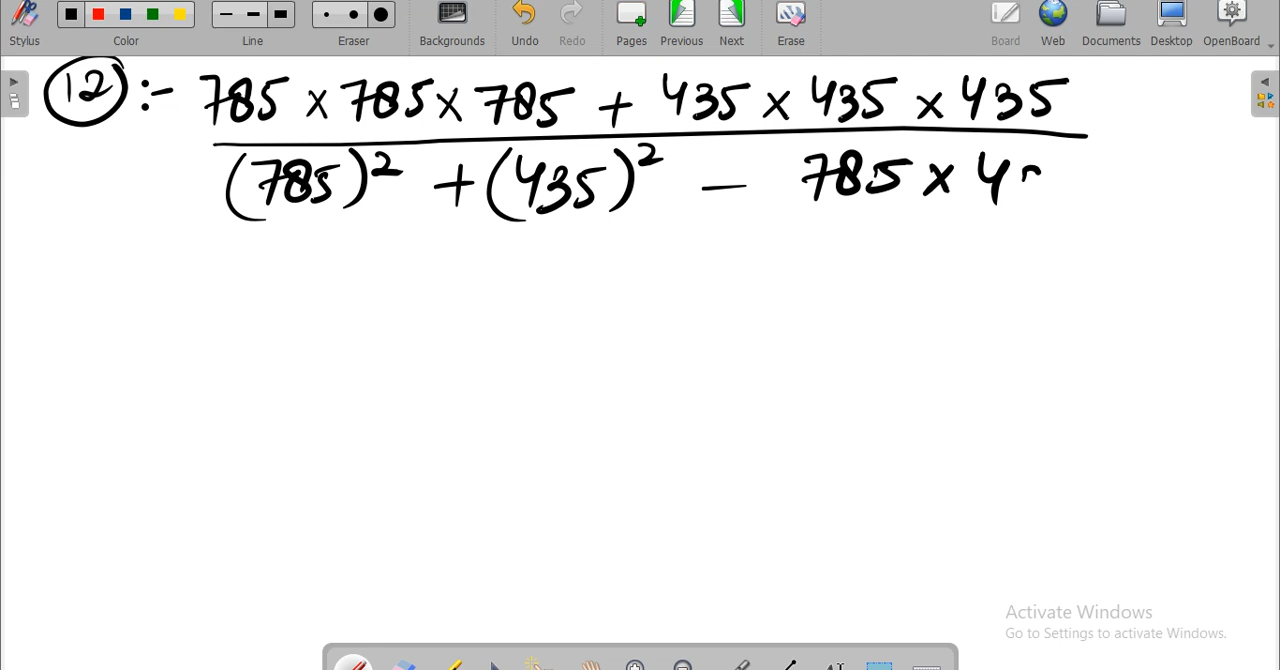 Stylus Color Line Eraser Backgrounds Undo Redo Pages Previous Next Erase Board Web Documents Desktop OpenBoard
12 :- 785 × 785 × 785 + 435 × 435 × 435
(785)² + (435)² - 785 × 4
Activate Windows
Go to Settings to activate Windows.